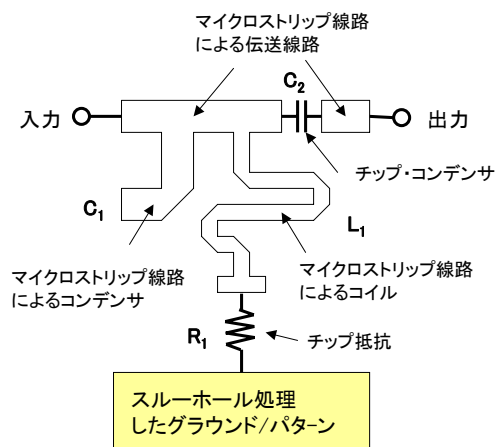 マイクロストリップ線路
による伝送線路
C2
入力
出力
チップ・コンデンサ
C1
L1
マイクロストリップ線路
によるコンデンサ
マイクロストリップ線路
によるコイル
R1
チップ抵抗
スルーホール処理
したグラウンド/パターン